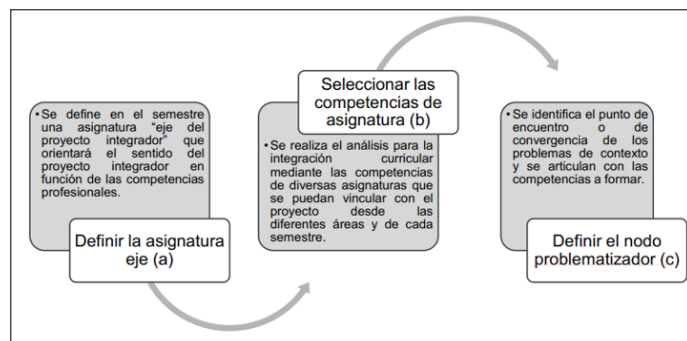 •Se define en el semestre
una asignatura "eje del
proyecto integrador" que
orientará el sentido del
proyecto integrador en
función de las competencias
profesionales.
Definir la asignatura
eje (a)
Seleccionar las
competencias de
asignatura (b)
•Se realiza el análisis para la
integración curricular
mediante las competencias
de diversas asignaturas que
se puedan vincular con el
proyecto desde las
diferentes áreas y de cada
semestre.
•Se identifica el punto de
encuentro o de
convergencia de los
problemas de contexto
y se articulan con las
competencias a formar.
Definir el nodo
problematizador (c)